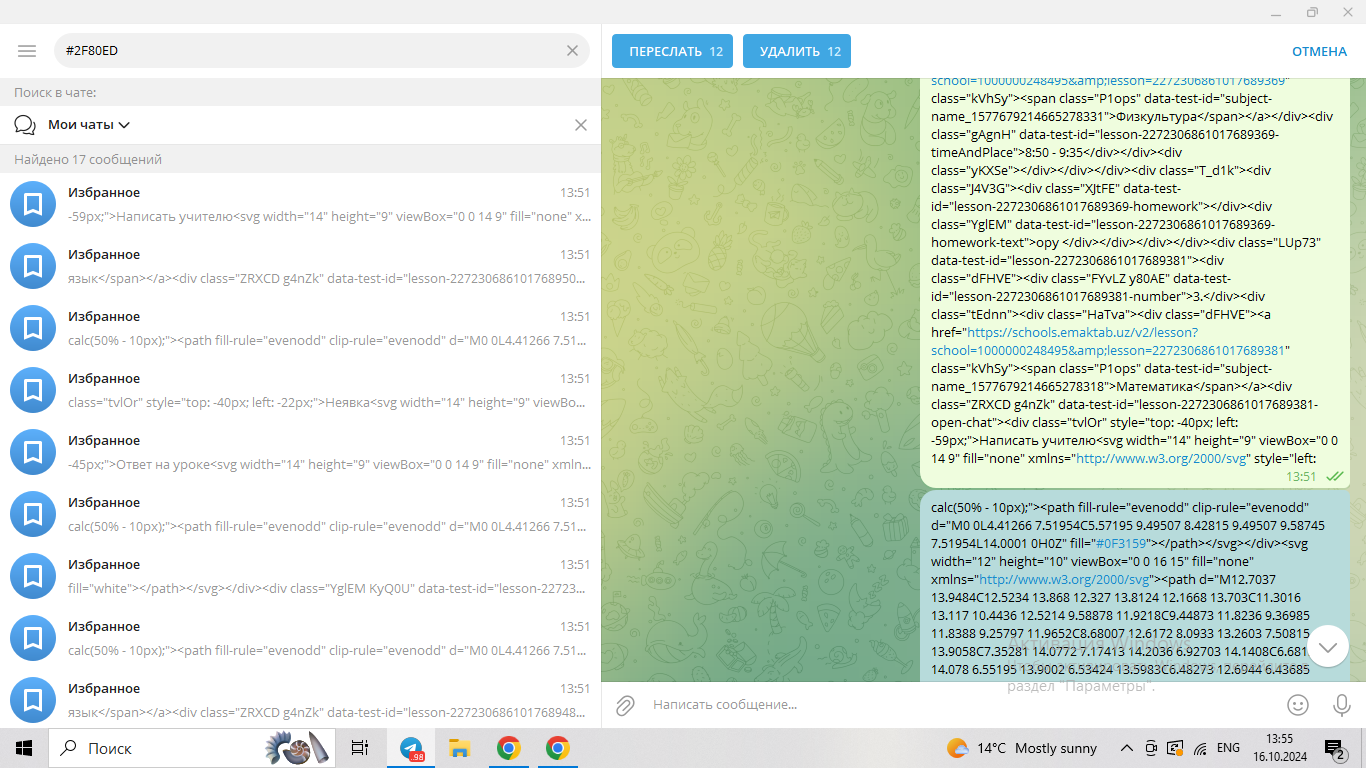 #2F80ED
Поиск в чате:
Мои чаты
Найдено 17 сообщений
Избранное 13:51
-59px;">Написать учителю<svg width="14" height="9" viewBox="0 0 14 9" fill="none" x...
Избранное 13:51
язык</span></a><div class="ZRXCD g4nZk" data-test-id="lesson-227230686101768950...
Избранное 13:51
calc(50% - 10px);"><path fill-rule="evenodd" clip-rule="evenodd" d="M0 0L4.41266 7.51...
Избранное 13:51
class="tvlOr" style="top: -40px; left: -22px;">Неявка<svg width="14" height="9" viewBo...
Избранное 13:51
-45px;">Ответ на уроке<svg width="14" height="9" viewBox="0 0 14 9" fill="none" xmln...
Избранное 13:51
calc(50% - 10px);"><path fill-rule="evenodd" clip-rule="evenodd" d="M0 0L4.41266 7.51...
Избранное 13:51
fill="white"></path></svg></div><div class="YglEM KyQ0U" data-test-id="lesson-22723...
Избранное 13:51
calc(50% - 10px);"><path fill-rule="evenodd" clip-rule="evenodd" d="M0 0L4.41266 7.51...
Избранное 13:51
язык</span></a><div class="ZRXCD g4nZk" data-test-id="lesson-227230686101768948...
ПЕРЕСЛАТЬ 12 УДАЛИТЬ 12 ОТМЕНА
school=1000000248495&amp;lesson=2272306861017689369"
class="kVhSy"><span class="P1ops" data-test-id="subject-
name_1577679214665278331">Физкультура</span></a></div><div
class="gAgnH" data-test-id="lesson-2272306861017689369-
timeAndPlace">8:50 - 9:35</div></div><div
class="yKXSe"></div></div></div><div class="T_d1k"><div
class="J4V3G"><div class="XJtFE" data-test-
id="lesson-2272306861017689369-homework"></div><div
class="YglEM" data-test-id="lesson-2272306861017689369-
homework-text">ору </div></div></div></div><div class="LUp73"
data-test-id="lesson-2272306861017689381"><div
class="dFHVE"><div class="FYvLZ y80AE" data-test-
id="lesson-2272306861017689381-number">3.</div><div
class="tEdnn"><div class="HaTva"><div class="dFHVE"><a
href="https://schools.emaktab.uz/v2/lesson?
school=1000000248495&amp;lesson=2272306861017689381"
class="kVhSy"><span class="P1ops" data-test-id="subject-
name_1577679214665278318">Математика</span></a><div
class="ZRXCD g4nZk" data-test-id="lesson-2272306861017689381-
open-chat"><div class="tvlOr" style="top: -40px; left:
-59px;">Написать учителю<svg width="14" height="9" viewBox="0 0
14 9" fill="none" xmlns="http://www.w3.org/2000/svg" style="left:
13:51
calc(50% - 10px);"><path fill-rule="evenodd" clip-rule="evenodd"
d="M0 0L4.41266 7.51954C5.57195 9.49507 8.42815 9.49507 9.58745
7.51954L14.0001 0H0Z" fill="#0F3159"></path></svg></div><svg
width="12" height="10" viewBox="0 0 16 15" fill="none"
xmlns="http://www.w3.org/2000/svg"><path d="M12.7037
13.9484C12.5234 13.868 12.327 13.8124 12.1668 13.703C11.3016
13.117 10.4436 12.5214 9.58878 11.9218C9.44873 11.8236 9.36985
11.8388 9.25797 11.9652C8.68007 12.6172 8.0933 13.2603 7.50815
13.9058C7.35281 14.0772 7.17413 14.2036 6.92703 14.1408C6.681
14.078 6.55195 13.9002 6.53424 13.5983C6.48273 12.6944 6.43685
Активация Windows
раздел "Параметры".
Написать сообщение...
Поиск
.98
14°C Mostly sunny
ENG
13:55
16.10.2024
2